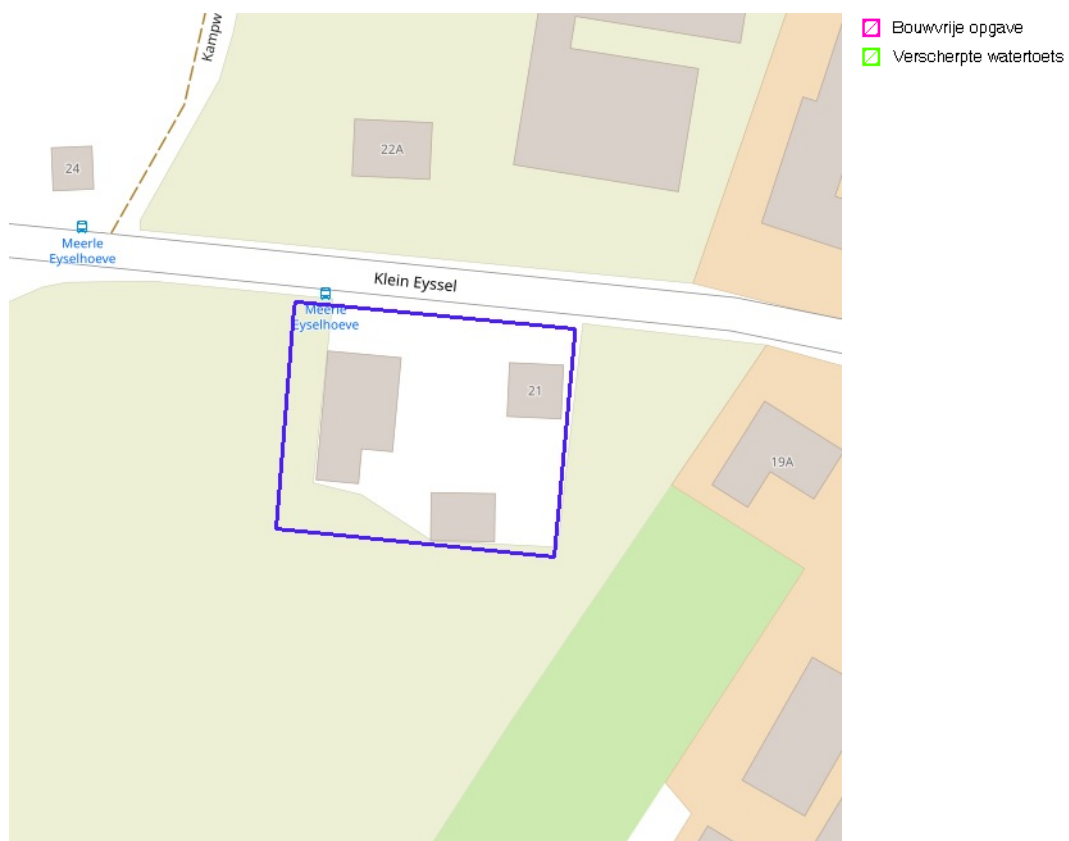 Kampw
Bouwvrije opgave
Verscherpte watertoets
22A
24
Meerle
Eyselhoeve
Klein Eyssel
Meerle
Eyselhoeve
21
19A